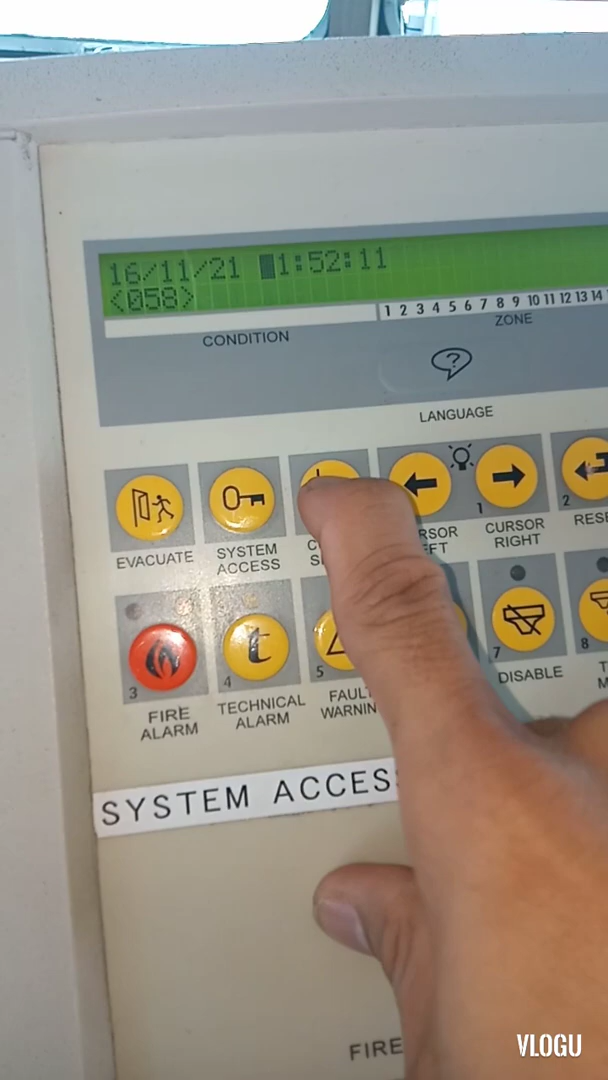 16/11/21 1:52:11
<058>
1 2 3 4 5 6 7 8 9 10 11 12 13 14
CONDITION
ZONE
?
LANGUAGE
1
2
EVACUATE
SYSTEM
ACCESS
CURSOR
RIGHT
t
3
4
5
7
8
FIRE
ALARM
TECHNICAL
ALARM
FAULT
DISABLE
SYSTEM ACCESS
FIRE
VLOGU